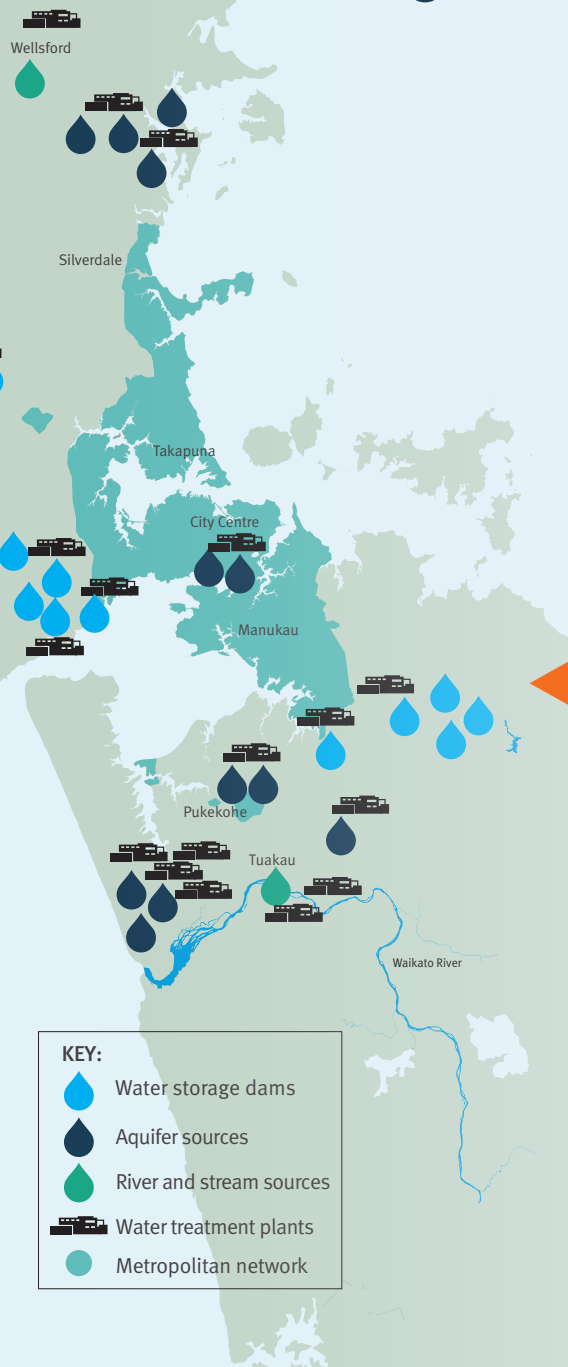 Wellsford
Silverdale
Takapuna
City Centre
Manukau
Pukekohe
Tuakau
Waikato River
KEY:
Water storage dams
Aquifer sources
River and stream sources
Water treatment plants
Metropolitan network